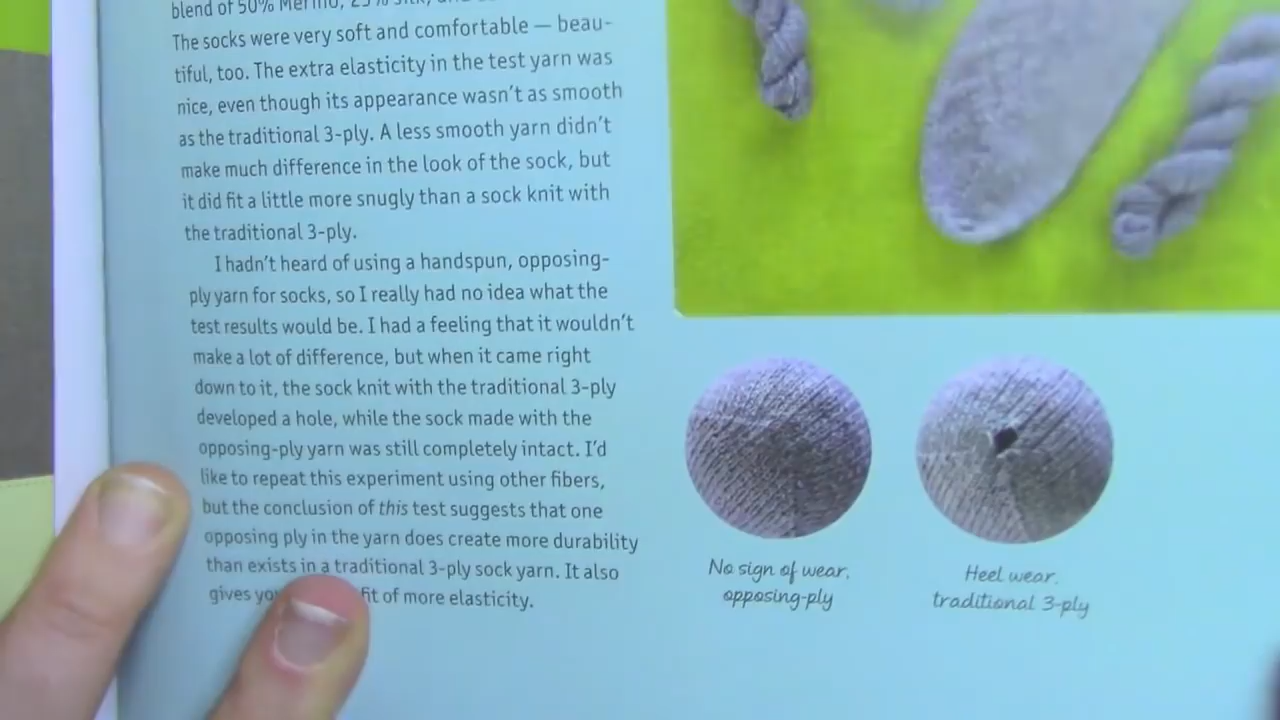 blend of 50% Merino, 25% silk, and
The socks were very soft and comfortable — beau-
tiful, too. The extra elasticity in the test yarn was
nice, even though its appearance wasn't as smooth
as the traditional 3-ply. A less smooth yarn didn't
make much difference in the look of the sock, but
it did fit a little more snugly than a sock knit with
the traditional 3-ply.
I hadn't heard of using a handspun, opposing-
ply yarn for socks, so I really had no idea what the
test results would be. I had a feeling that it wouldn't
make a lot of difference, but when it came right
down to it, the sock knit with the traditional 3-ply
developed a hole, while the sock made with the
opposing-ply yarn was still completely intact. I'd
like to repeat this experiment using other fibers,
but the conclusion of this test suggests that one
opposing ply in the yarn does create more durability
than exists in a traditional 3-ply sock yarn. It also
gives of more elasticity.
No sign of wear,
opposing-ply
Heel wear,
traditional 3-ply